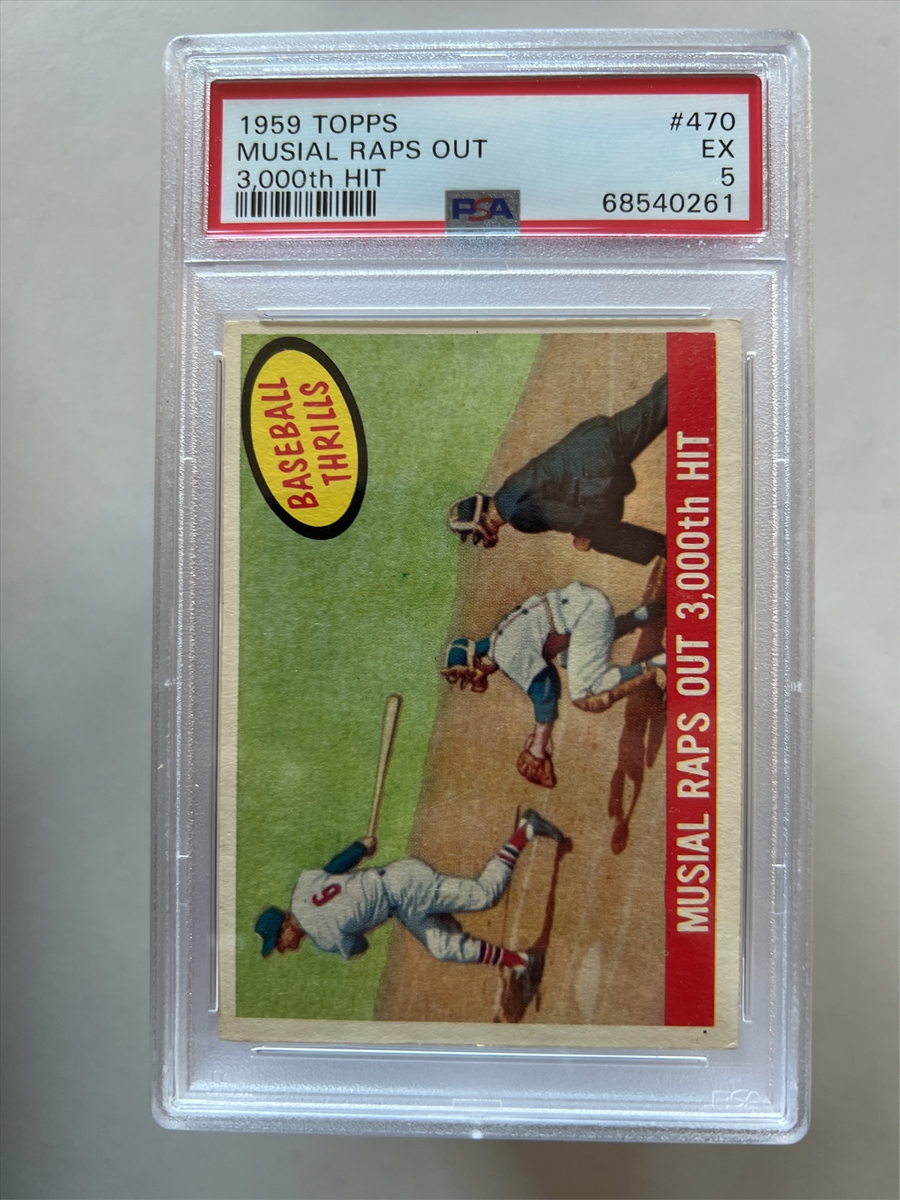 1959 TOPPS #470
MUSIAL RAPS OUT EX
3,000th HIT 5
PSA 68540261
BASEBALL
THRILLS
6
MUSIAL RAPS OUT 3,000th HIT
PSA